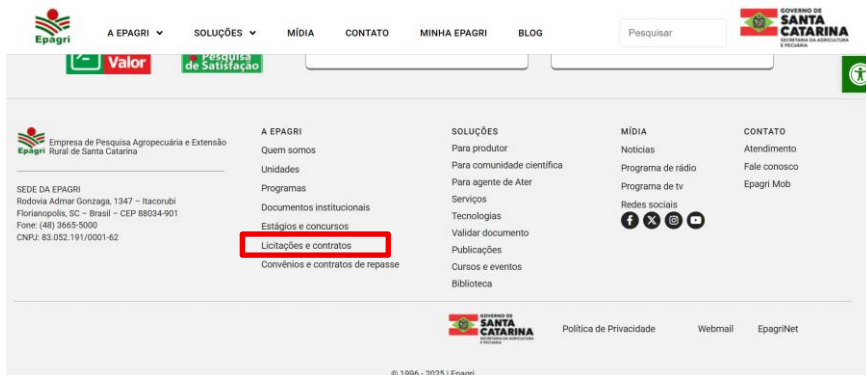 Epagri
A EPAGRI
SOLUÇÕES
MÍDIA
CONTATO
MINHA EPAGRI
BLOG
Pesquisar
GOVERNO DE
SANTA
CATARINA
SECRETARIA DA AGRICULTURA
E PECUÁRIA
Valor
Pesquisa
de Satisfação
Epagri
Empresa de Pesquisa Agropecuária e Extensão
Rural de Santa Catarina
SEDE DA EPAGRI
Rodovia Admar Gonzaga, 1347 – Itacorubi
Florianopolis, SC – Brasil – CEP 88034-901
Fone: (48) 3665-5000
CNPJ: 83.052.191/0001-62
A EPAGRI
Quem somos
Unidades
Programas
Documentos institucionais
Estágios e concursos
Licitações e contratos
Convênios e contratos de repasse
SOLUÇÕES
Para produtor
Para comunidade científica
Para agente de Ater
Serviços
Tecnologias
Validar documento
Publicações
Cursos e eventos
Biblioteca
MÍDIA
Noticias
Programa de rádio
Programa de tv
Redes sociais
CONTATO
Atendimento
Fale conosco
Epagri Mob
GOVERNO DE
SANTA
CATARINA
SECRETARIA DA AGRICULTURA
E PECUÁRIA
Política de Privacidade
Webmail
EpagriNet
© 1996 - 2025 | Epagri